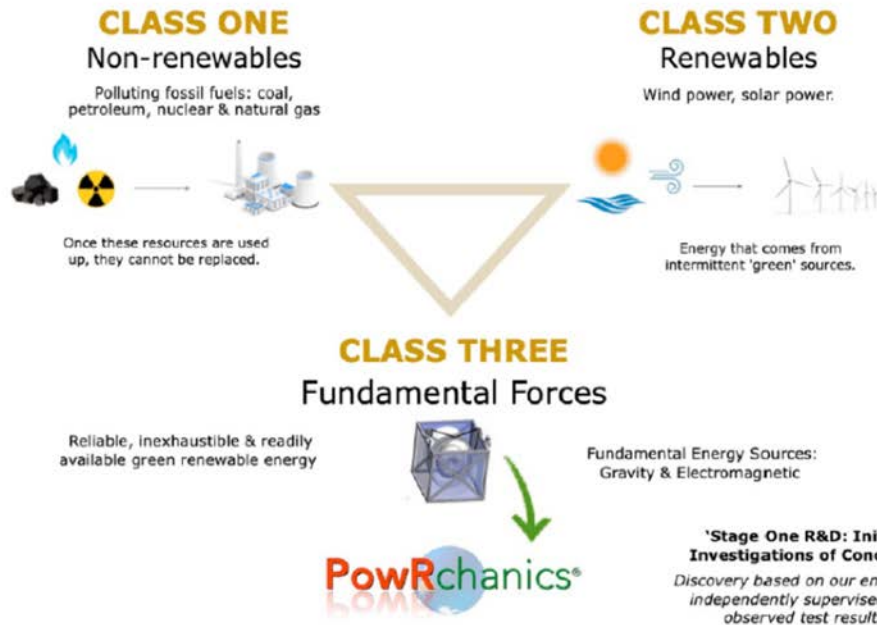 CLASS ONE
Non-renewables
Polluting fossil fuels: coal,
petroleum, nuclear & natural gas
Once these resources are used
up, they cannot be replaced.
CLASS TWO
Renewables
Wind power, solar power.
Energy that comes from
intermittent 'green' sources.
CLASS THREE
Fundamental Forces
Reliable, inexhaustible & readily
available green renewable energy
Fundamental Energy Sources:
Gravity & Electromagnetic
PowRchanics®
'Stage One R&D:
Investigations of
Discovery based on our
independently
observed test